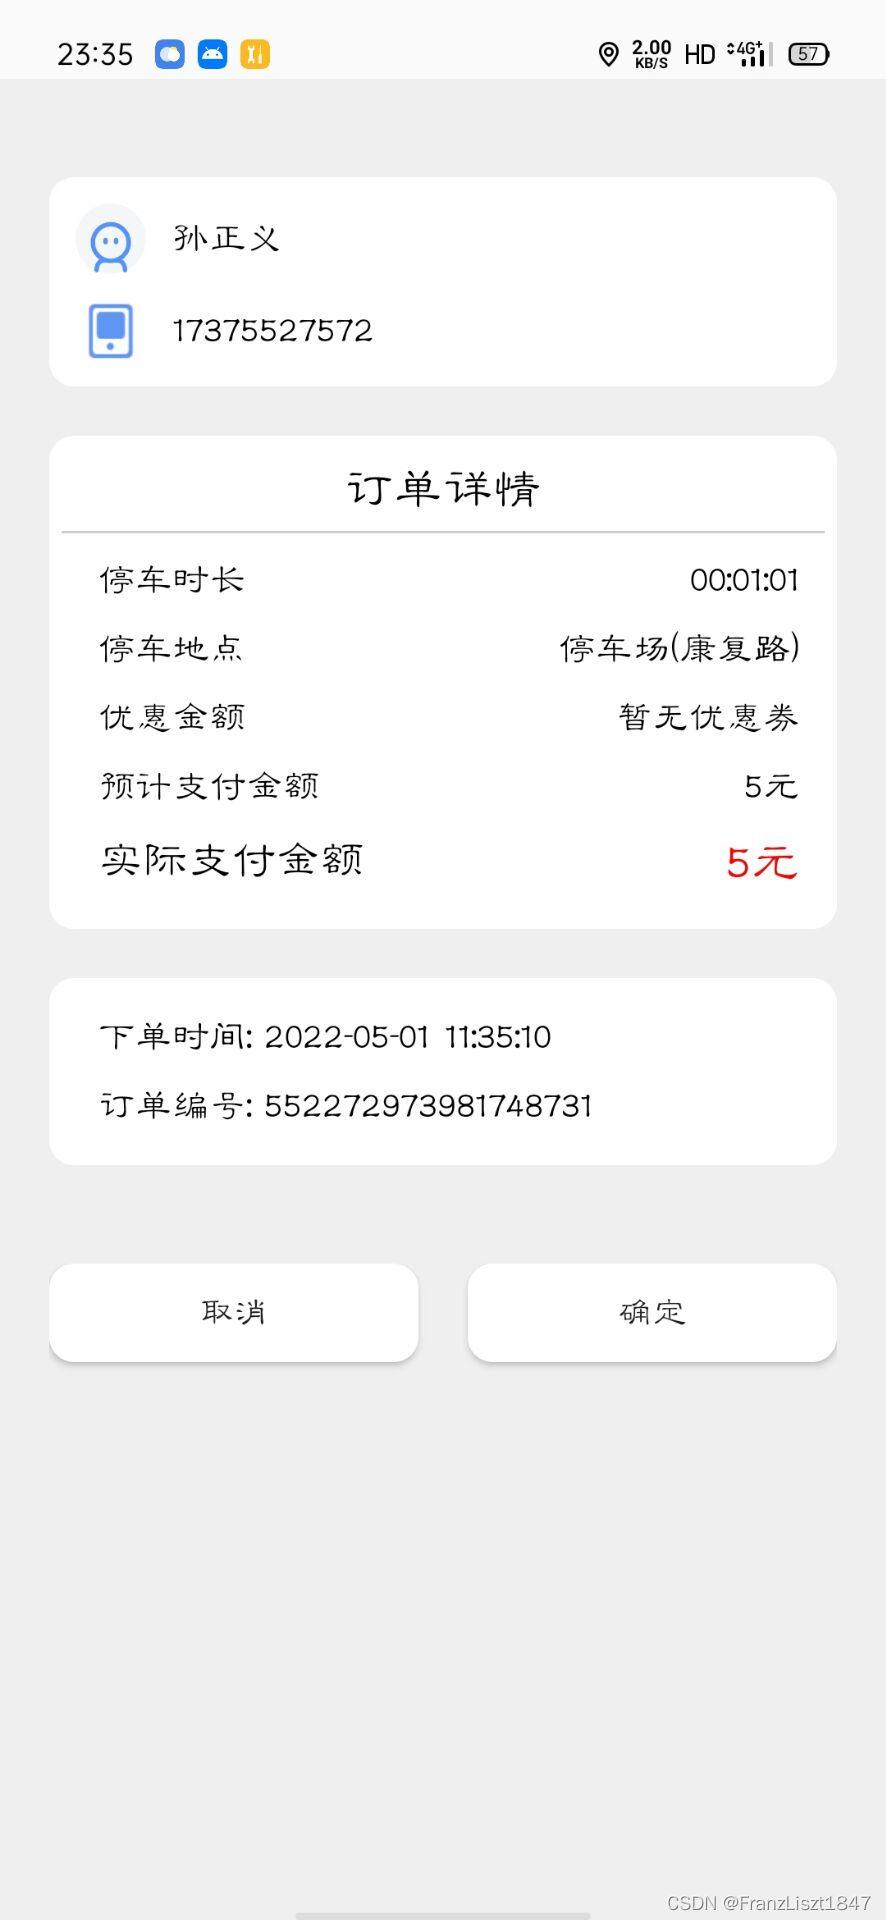 23:35 2.00 KB/S HD 4G+ 57
孙正义
17375527572
订单详情
停车时长 00:01:01
停车地点 停车场(康复路)
优惠金额 暂无优惠券
预计支付金额 5元
实际支付金额 5元
下单时间: 2022-05-01 11:35:10
订单编号: 552272973981748731
取消 确定
CSDN @FranzLiszt1847